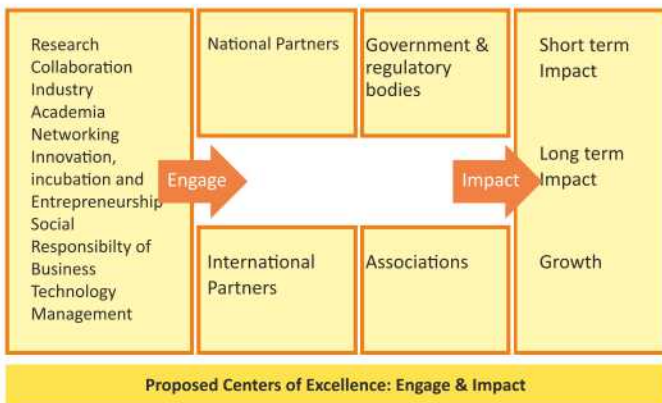 Research
Collaboration
Industry
Academia
Networking
Innovation,
incubation and
Entrepreneurship
Social
Responsibilty of
Business
Technology
Management
Engage
National Partners
Government &
regulatory
bodies
International
Partners
Associations
Impact
Short term
Impact
Long term
Impact
Growth
Proposed Centers of Excellence: Engage & Impact